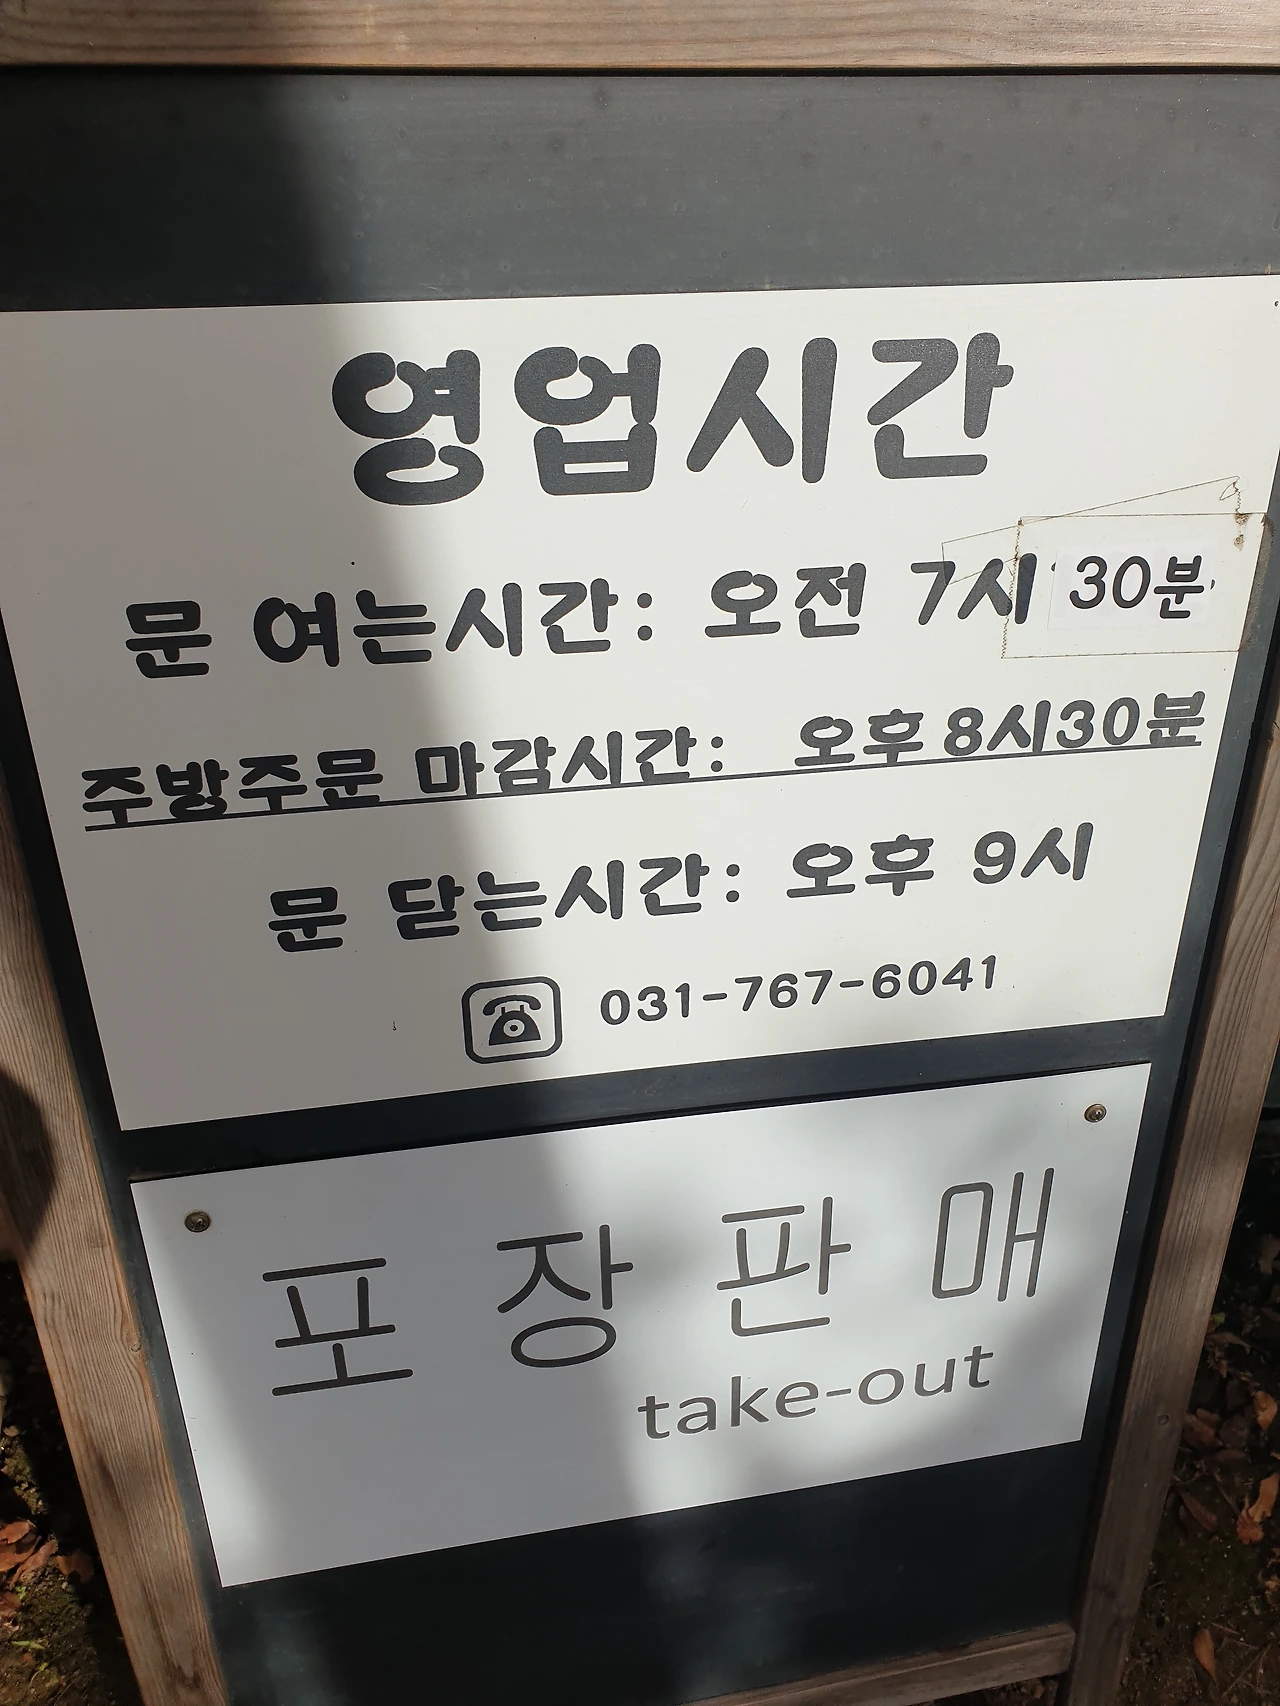 영업시간
문 여는시간: 오전 7시 30분
주방주문 마감시간: 오후 8시30분
문 닫는시간: 오후 9시
031-767-6041
포장판매
take-out